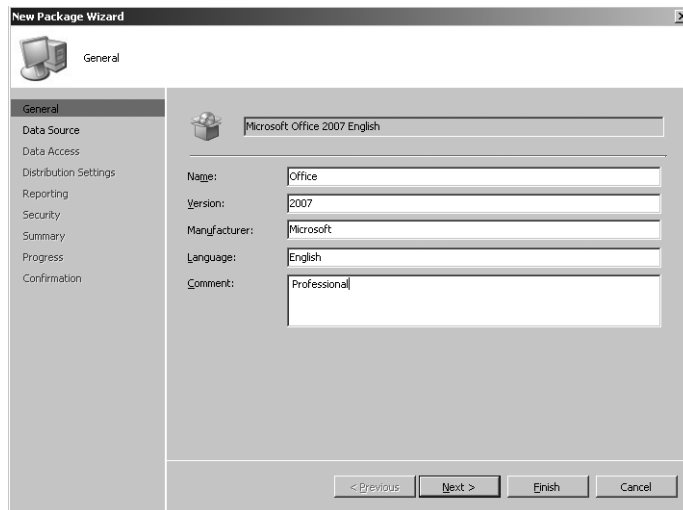 New Package Wizard
General
General
Data Source
Data Access
Distribution Settings
Reporting
Security
Summary
Progress
Confirmation
Microsoft Office 2007 English
Name: Office
Version: 2007
Manufacturer: Microsoft
Language: English
Comment: Professional
< Previous Next > Finish Cancel